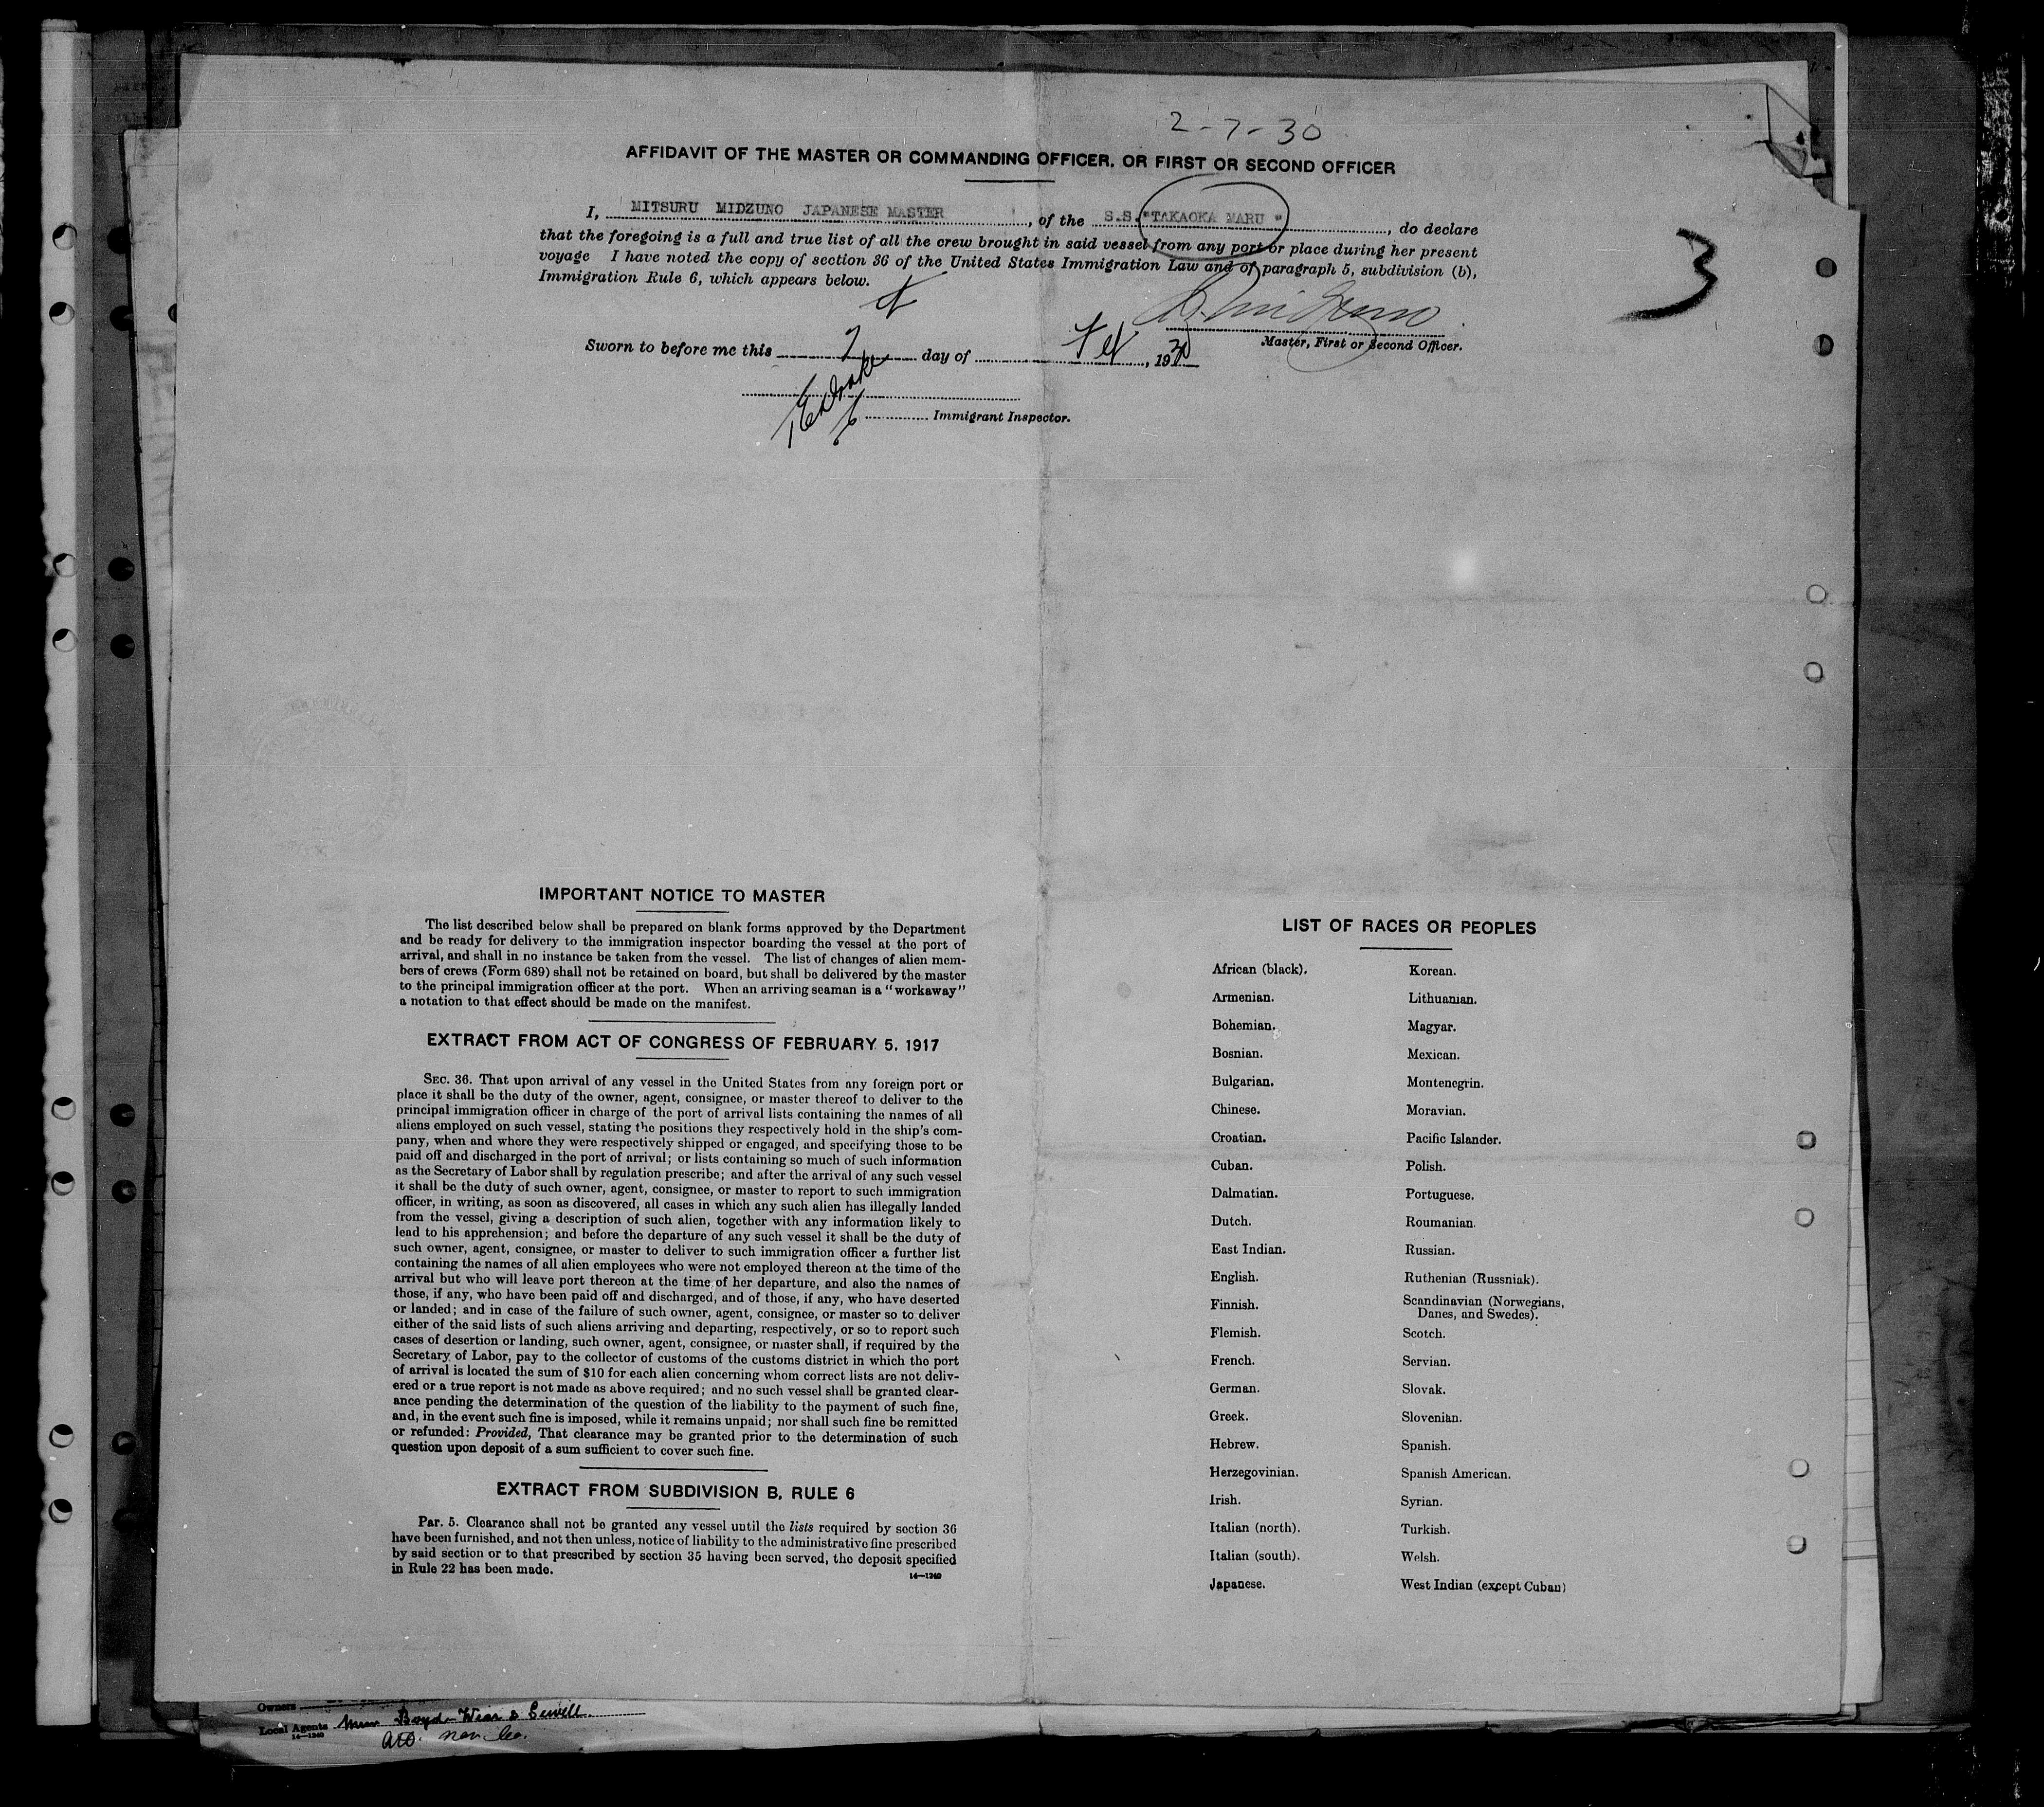 2-7-30
AFFIDAVIT OF THE MASTER OR COMMANDING OFFICER, OR FIRST OR SECOND OFFICER
I, MITSURU MIDZUNO JAPANESE MASTER, of the S.S. "TAKAOKA MARU", do declare
that the foregoing is a full and true list of all the crew brought in said vessel from any port or place during her present
voyage I have noted the copy of section 36 of the United States Immigration Law and of paragraph 5, subdivision (b),
Immigration Rule 6, which appears below.
3
Master, First or Second Officer.
Sworn to before me this 7 day of Feb, 1930
Immigrant Inspector.
IMPORTANT NOTICE TO MASTER
The list described below shall be prepared on blank forms approved by the Department
and be ready for delivery to the immigration inspector boarding the vessel at the port of
arrival, and shall in no instance be taken from the vessel. The list of changes of alien mem-
bers of crews (Form 689) shall not be retained on board, but shall be delivered by the master
to the principal immigration officer at the port. When an arriving seaman is a "workaway"
a notation to that effect should be made on the manifest.
EXTRACT FROM ACT OF CONGRESS OF FEBRUARY 5, 1917
SEC. 36. That upon arrival of any vessel in the United States from any foreign port or
place it shall be the duty of the owner, agent, consignee, or master thereof to deliver to the
principal immigration officer in charge of the port of arrival lists containing the names of all
aliens employed on such vessel, stating the positions they respectively hold in the ship's com-
pany, when and where they were respectively shipped or engaged, and specifying those to be
paid off and discharged in the port of arrival; or lists containing so much of such information
as the Secretary of Labor shall by regulation prescribe; and after the arrival of any such vessel
it shall be the duty of such owner, agent, consignee, or master to report to such immigration
officer, in writing, as soon as discovered, all cases in which any such alien has illegally landed
from the vessel, giving a description of such alien, together with any information likely to
lead to his apprehension; and before the departure of any such vessel it shall be the duty of
such owner, agent, consignee, or master to deliver to such immigration officer a further list
containing the names of all alien employees who were not employed thereon at the time of the
arrival but who will leave port thereon at the time of her departure, and also the names of
those, if any, who have been paid off and discharged, and of those, if any, who have deserted
or landed; and in case of the failure of such owner, agent, consignee, or master so to deliver
either of the said lists of such aliens arriving and departing, respectively, or so to report such
cases of desertion or landing, such owner, agent, consignee, or master shall, if required by the
Secretary of Labor, pay to the collector of customs of the customs district in which the port
of arrival is located the sum of $10 for each alien concerning whom correct lists are not deliv-
ered or a true report is not made as above required; and no such vessel shall be granted clear-
ance pending the determination of the question of the liability to the payment of such fine,
and, in the event such fine is imposed, while it remains unpaid; nor shall such fine be remitted
or refunded: Provided, That clearance may be granted prior to the determination of such
question upon deposit of a sum sufficient to cover such fine.
EXTRACT FROM SUBDIVISION B, RULE 6
Par. 5. Clearance shall not be granted any vessel until the lists required by section 36
have been furnished, and not then unless, notice of liability to the administrative fine prescribed
by said section or to that prescribed by section 35 having been served, the deposit specified
in Rule 22 has been made.
14—1240
LIST OF RACES OR PEOPLES
African (black). Korean.
Armenian. Lithuanian.
Bohemian. Magyar.
Bosnian. Mexican.
Bulgarian. Montenegrin.
Chinese. Moravian.
Croatian. Pacific Islander.
Cuban. Polish.
Dalmatian. Portuguese.
Dutch. Roumanian.
East Indian. Russian.
English. Ruthenian (Russniak).
Finnish. Scandinavian (Norwegians,
Danes, and Swedes).
Flemish. Scotch.
French. Servian.
German. Slovak.
Greek. Slovenian.
Hebrew. Spanish.
Herzegovinian. Spanish American.
Irish. Syrian.
Italian (north). Turkish.
Italian (south). Welsh.
Japanese. West Indian (except Cuban)
Owners
Local Agents Boyd Wier & Sewell
14—1240